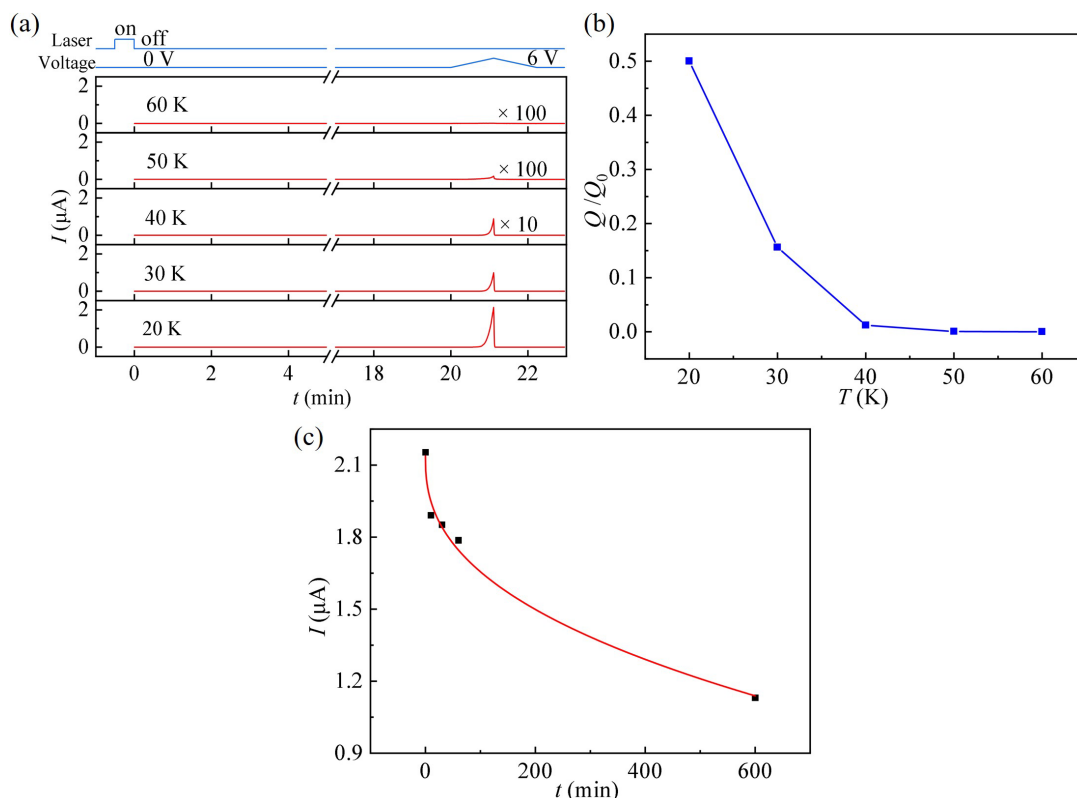 (a)
on
Laser
off
Voltage
0 V
6 V
2
0
60 K
× 100
2
0
50 K
× 100
2
0
40 K
× 10
2
0
30 K
2
0
20 K
I (μA)
0 2 4 18 20 22
t (min)
(b)
0.5
0.4
0.3
0.2
0.1
0.0
Q/Q₀
20 30 40 50 60
T (K)
(c)
2.1
1.8
1.5
1.2
0.9
I (μA)
0 200 400 600
t (min)